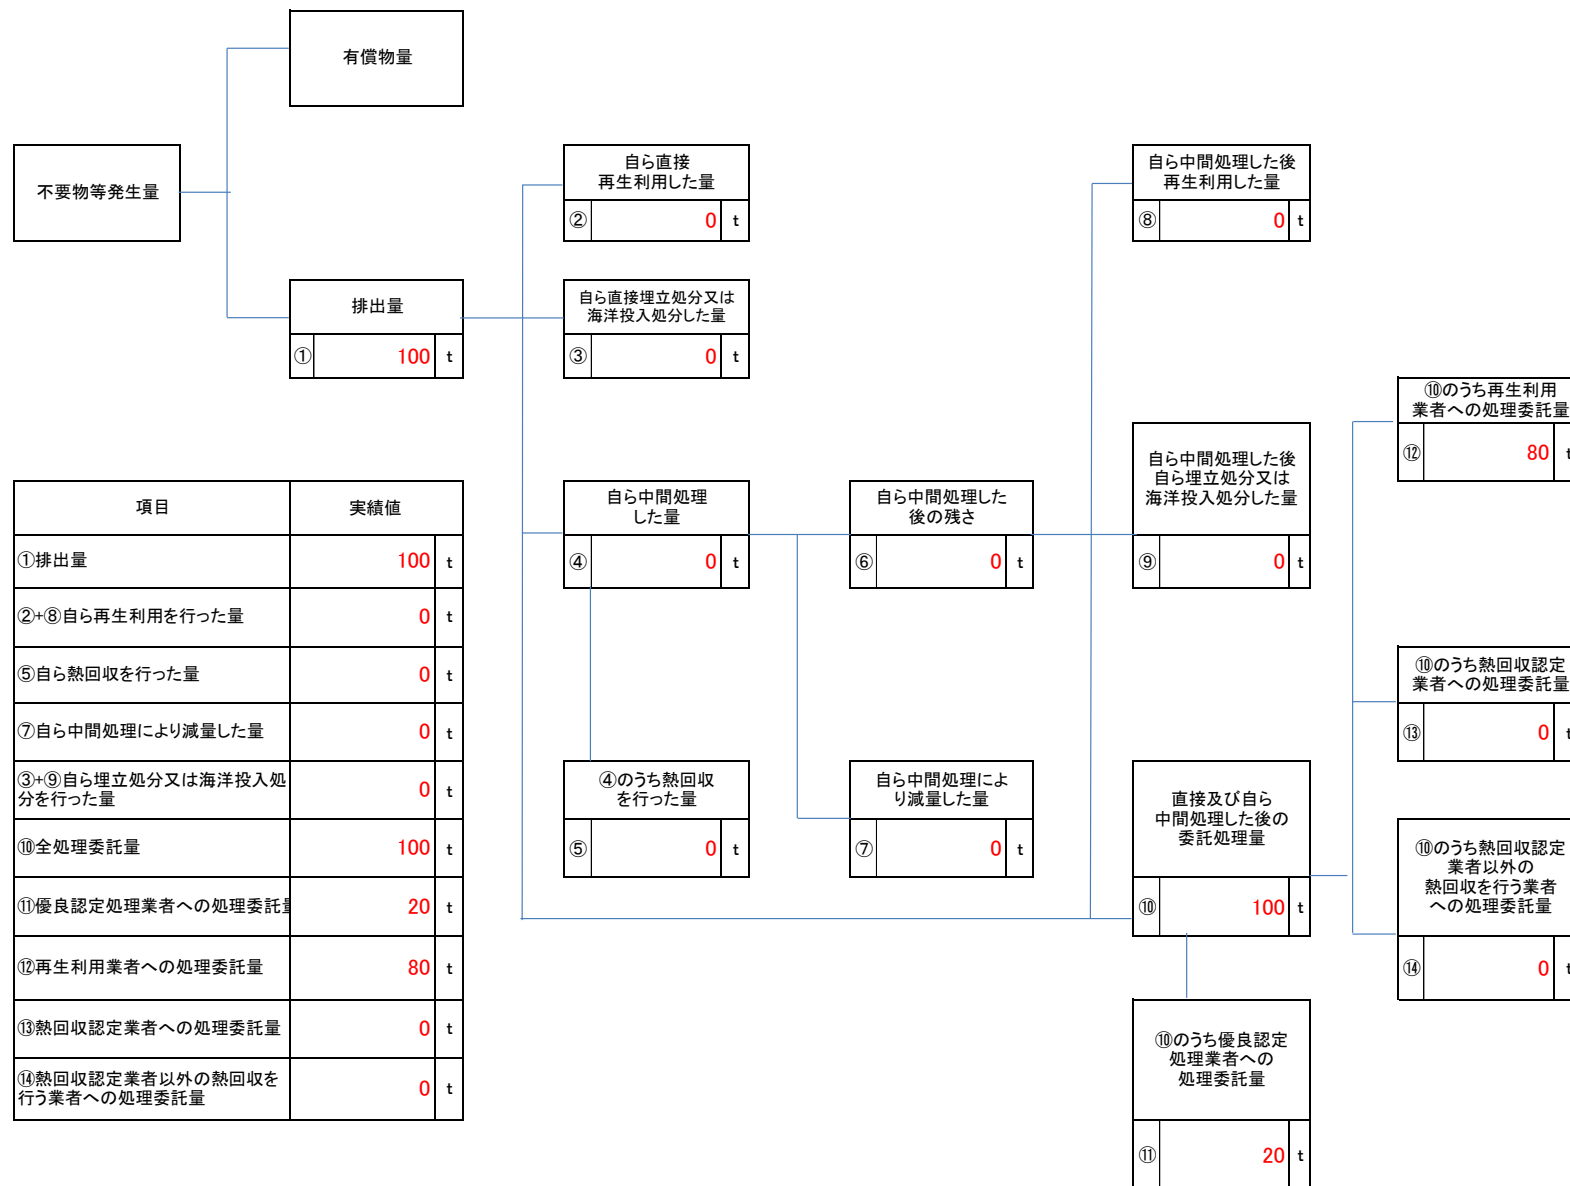 有償物量
不要物等発生量
排出量
① 100 t
自ら直接
再生利用した量
② 0 t
自ら直接埋立処分又は
海洋投入処分した量
③ 0 t
自ら中間処理
した量
④ 0 t
④のうち熱回収
を行った量
⑤ 0 t
自ら中間処理した
後の残さ
⑥ 0 t
自ら中間処理によ
り減量した量
⑦ 0 t
自ら中間処理した後
再生利用した量
⑧ 0 t
自ら中間処理した後
自ら埋立処分又は
海洋投入処分した量
⑨ 0 t
直接及び自ら
中間処理した後の
委託処理量
⑩ 100 t
⑩のうち優良認定
処理業者への
処理委託量
⑪ 20 t
⑩のうち再生利用
業者への処理委託量
⑫ 80 t
⑩のうち熱回収認定
業者への処理委託量
⑬ 0 t
⑩のうち熱回収認定
業者以外の
熱回収を行う業者
への処理委託量
⑭ 0 t
項目 実績値
①排出量 100 t
②+⑧自ら再生利用を行った量 0 t
⑤自ら熱回収を行った量 0 t
⑦自ら中間処理により減量した量 0 t
③+⑨自ら埋立処分又は海洋投入処
分を行った量 0 t
⑩全処理委託量 100 t
⑪優良認定処理業者への処理委託 20 t
⑫再生利用業者への処理委託量 80 t
⑬熱回収認定業者への処理委託量 0 t
⑭熱回収認定業者以外の熱回収を
行う業者への処理委託量 0 t